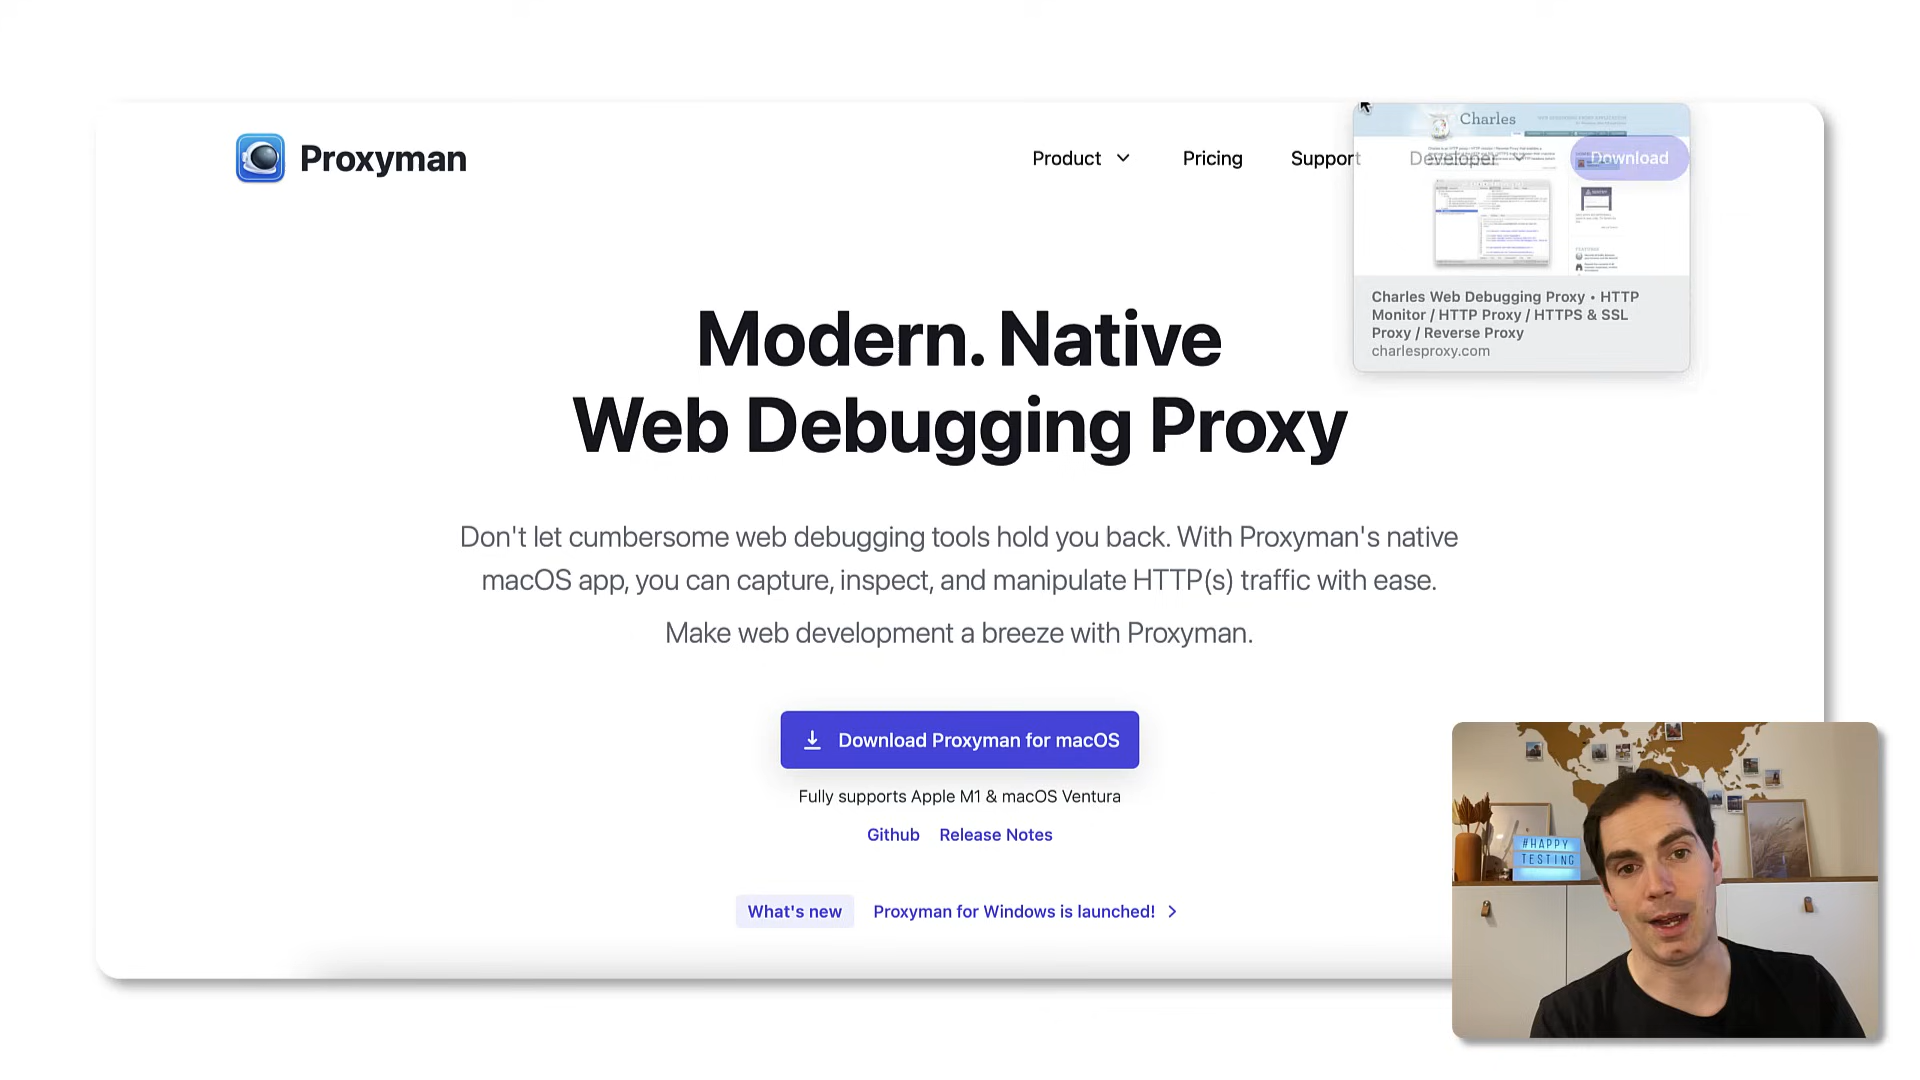 Proxyman
Product
Pricing
Support
Developer
Download
Charles
Charles Web Debugging Proxy • HTTP
Monitor / HTTP Proxy / HTTPS & SSL
Proxy / Reverse Proxy
charlesproxy.com
Modern. Native
Web Debugging Proxy
Don't let cumbersome web debugging tools hold you back. With Proxyman's native
macOS app, you can capture, inspect, and manipulate HTTP(s) traffic with ease.
Make web development a breeze with Proxyman.
Download Proxyman for macOS
Fully supports Apple M1 & macOS Ventura
Github Release Notes
What's new Proxyman for Windows is launched!
#HAPPY
TESTING